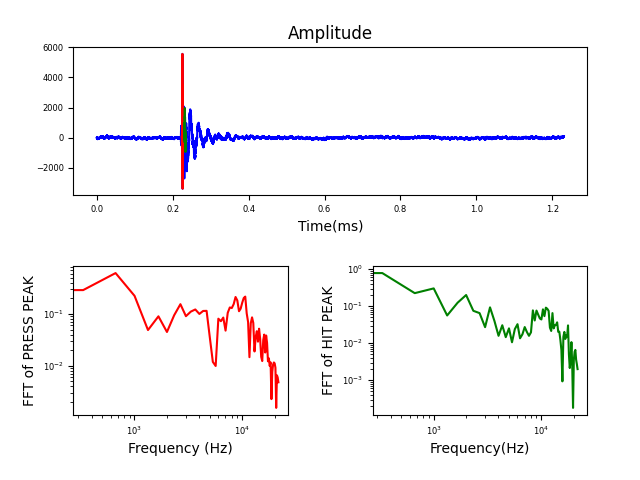 Amplitude
6000
4000
2000
0
−2000
0.0 0.2 0.4 0.6 0.8 1.0 1.2
Time(ms)
FFT of PRESS PEAK
10⁻¹
10⁻²
10³ 10⁴
Frequency (Hz)
FFT of HIT PEAK
10⁰
10⁻¹
10⁻²
10⁻³
10³ 10⁴
Frequency(Hz)